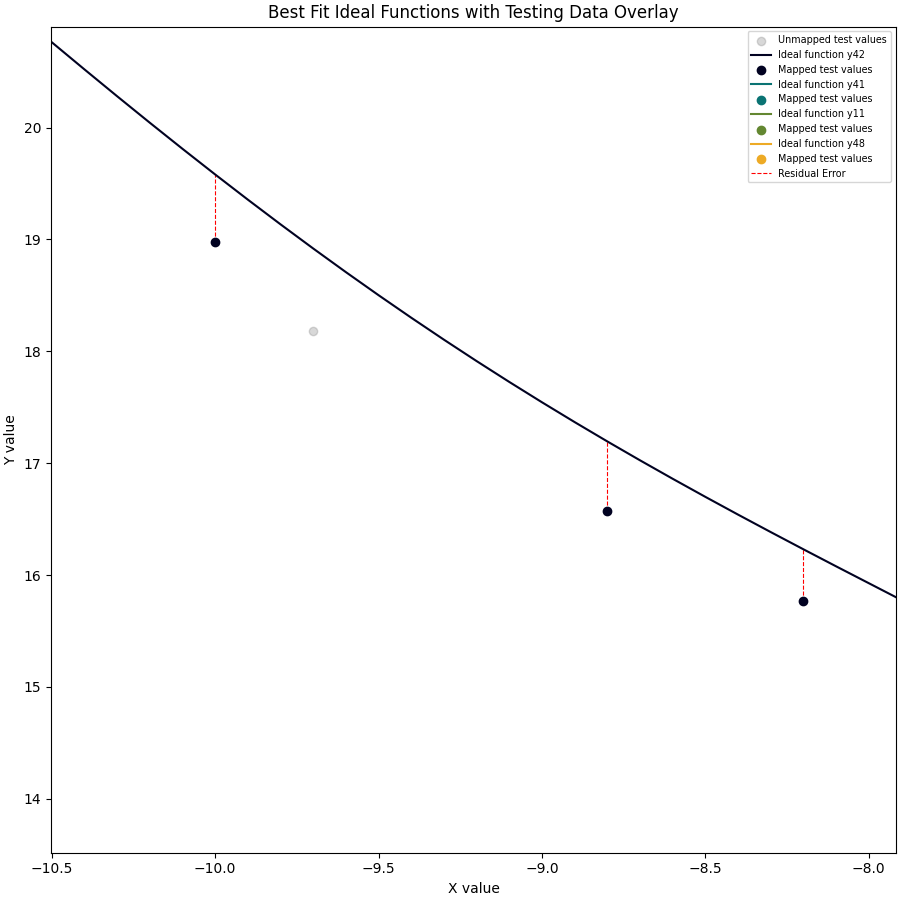 Best Fit Ideal Functions with Testing Data Overlay
Unmapped test values
Ideal function y42
Mapped test values
Ideal function y41
Mapped test values
Ideal function y11
Mapped test values
Ideal function y48
Mapped test values
Residual Error
Y value
20
19
18
17
16
15
14
−10.5
−10.0
−9.5
−9.0
−8.5
−8.0
X value